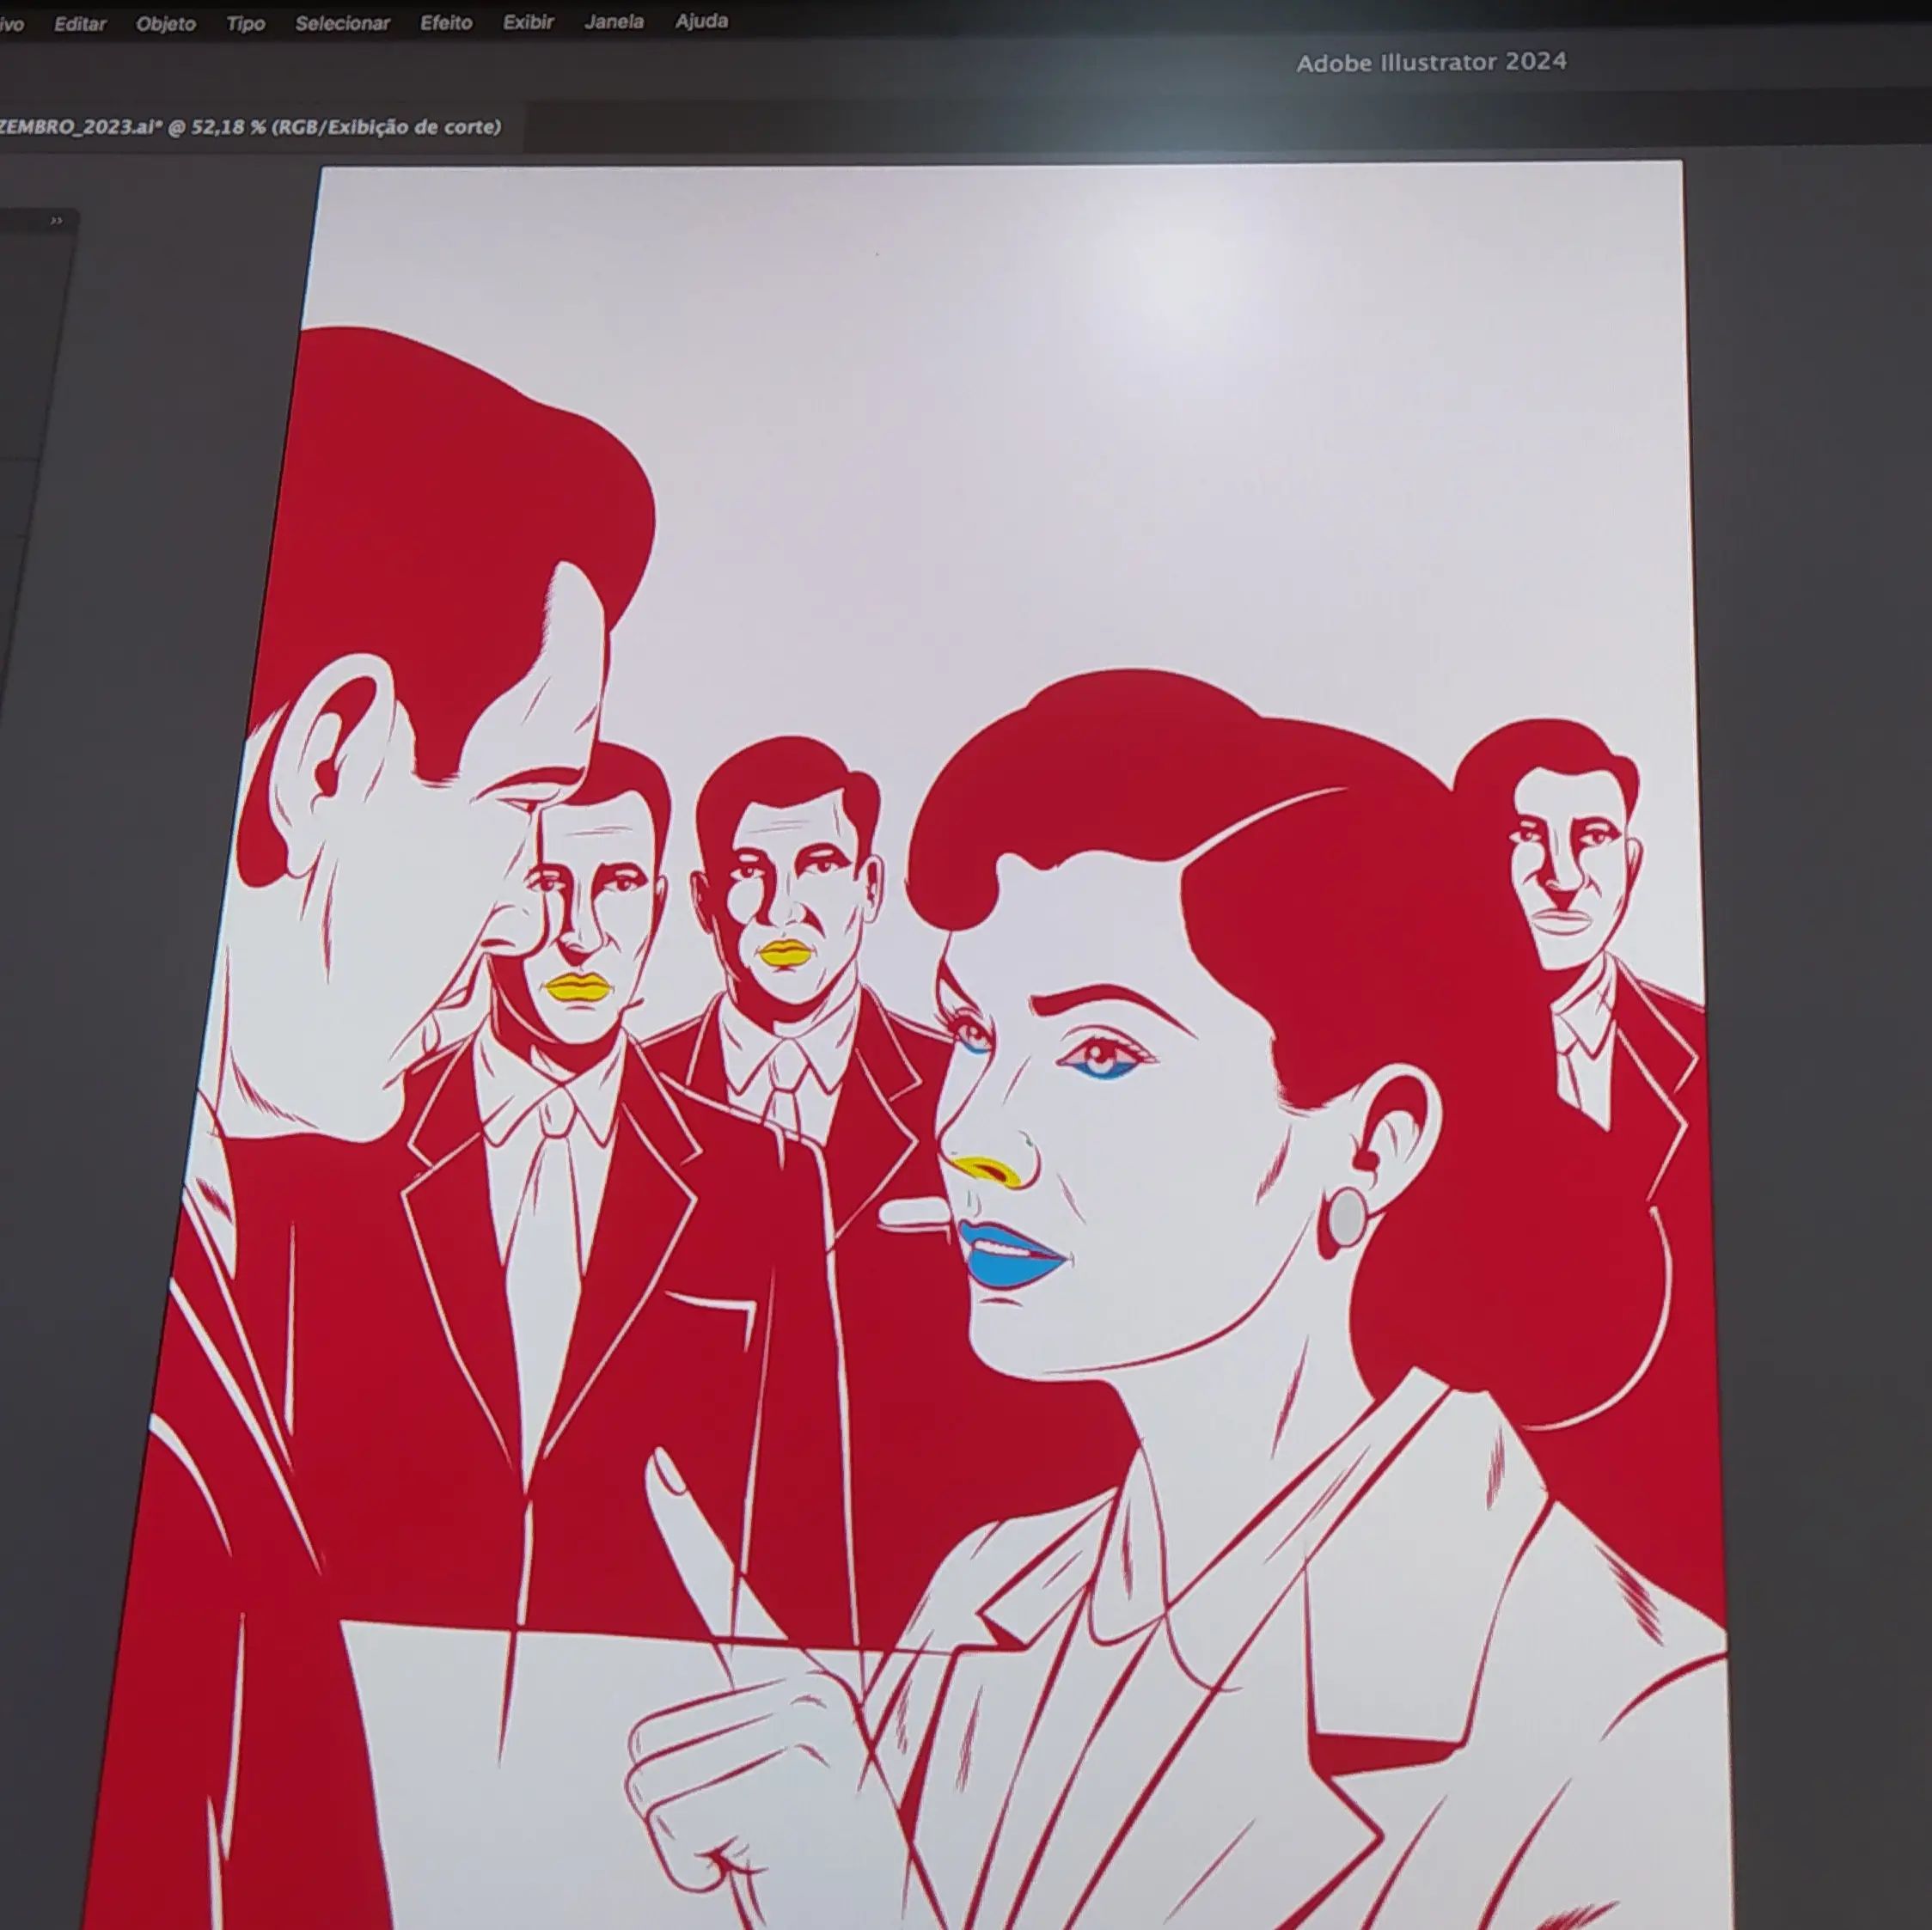 ivo Editar Objeto Tipo Selecionar Efeito Exibir Janela Ajuda
Adobe Illustrator 2024
ZEMBRO_2023.ai* @ 52,18 % (RGB/Exibição de corte)